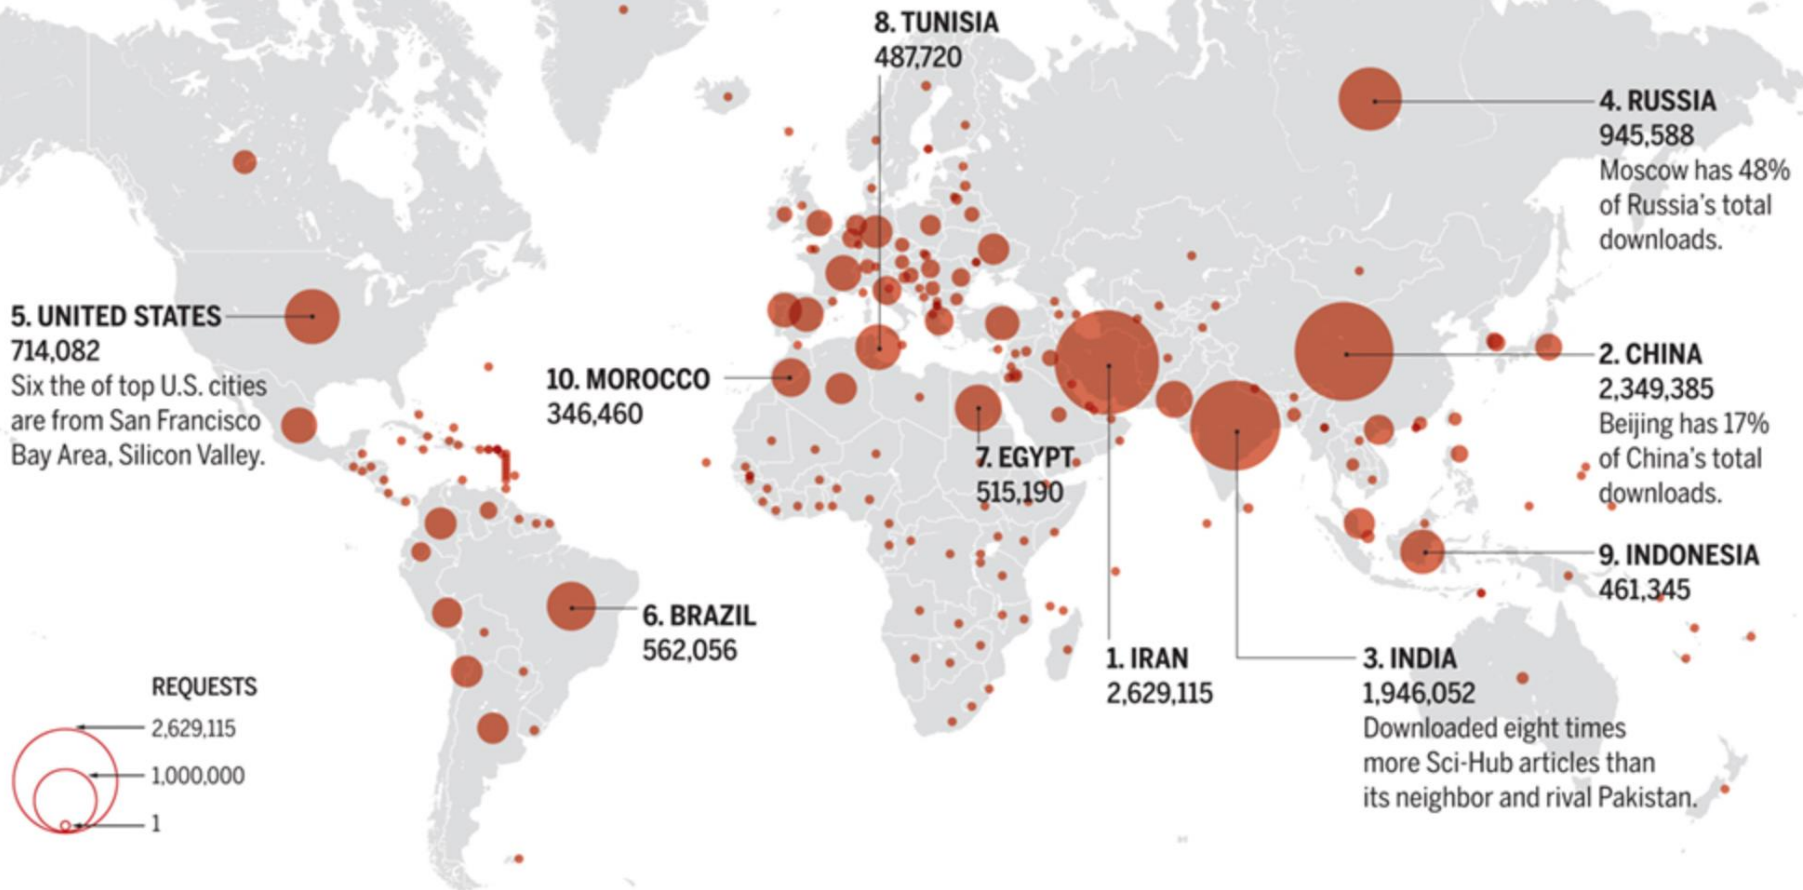 8. TUNISIA
487,720
4. RUSSIA
945,588
Moscow has 48%
of Russia's total
downloads.
5. UNITED STATES
714,082
Six the of top U.S. cities
are from San Francisco
Bay Area, Silicon Valley.
10. MOROCCO
346,460
2. CHINA
2,349,385
Beijing has 17%
of China's total
downloads.
7. EGYPT
515,190
9. INDONESIA
461,345
6. BRAZIL
562,056
1. IRAN
2,629,115
3. INDIA
1,946,052
Downloaded eight times
more Sci-Hub articles than
its neighbor and rival Pakistan.
REQUESTS
2,629,115
1,000,000
1